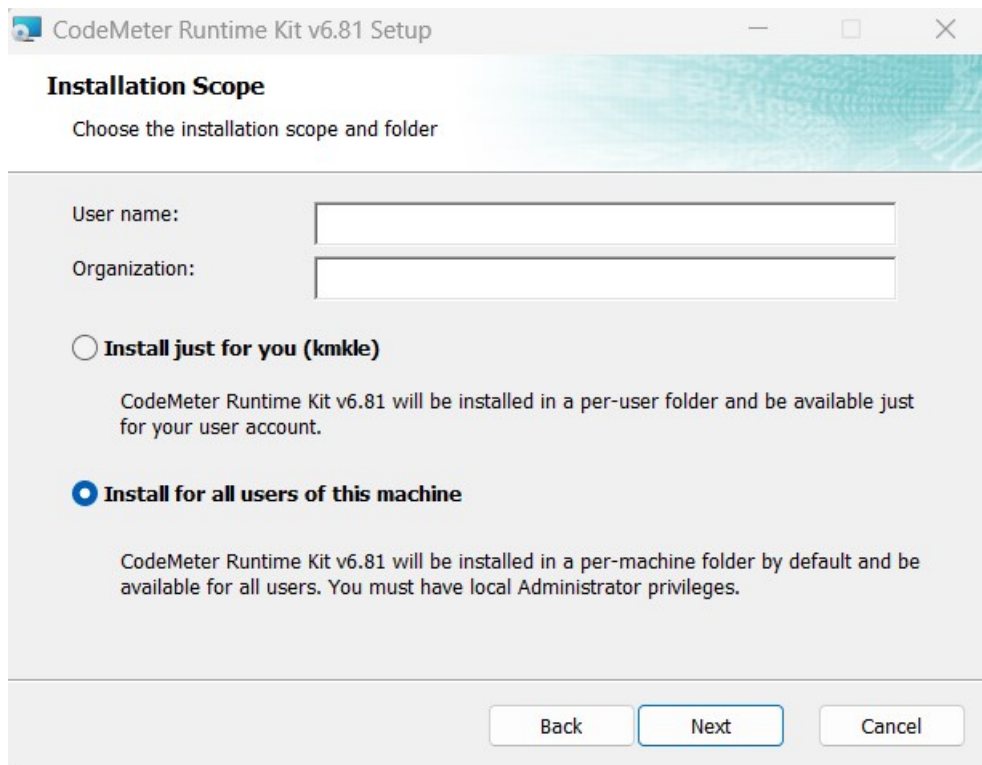 CodeMeter Runtime Kit v6.81 Setup
Installation Scope
Choose the installation scope and folder
User name:
Organization:
Install just for you (kmkle)
CodeMeter Runtime Kit v6.81 will be installed in a per-user folder and be available just
for your user account.
Install for all users of this machine
CodeMeter Runtime Kit v6.81 will be installed in a per-machine folder by default and be
available for all users. You must have local Administrator privileges.
Back Next Cancel